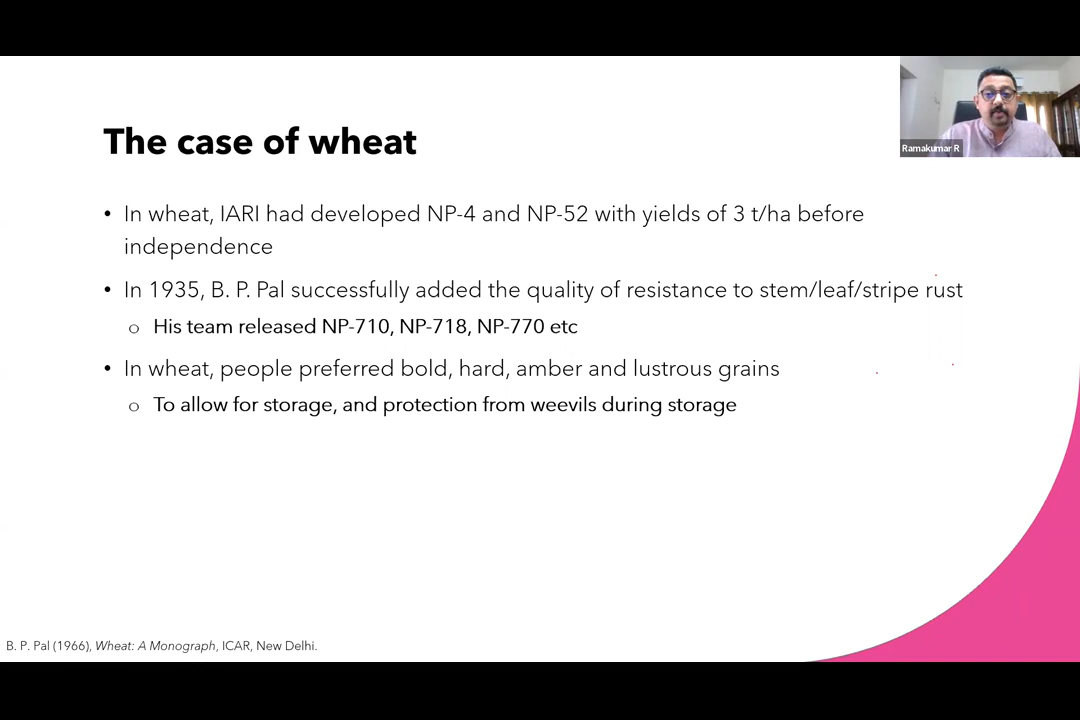 Ramakumar R
The case of wheat
• In wheat, IARI had developed NP-4 and NP-52 with yields of 3 t/ha before
independence
• In 1935, B. P. Pal successfully added the quality of resistance to stem/leaf/stripe rust
o His team released NP-710, NP-718, NP-770 etc
• In wheat, people preferred bold, hard, amber and lustrous grains
o To allow for storage, and protection from weevils during storage
B. P. Pal (1966), Wheat: A Monograph, ICAR, New Delhi.